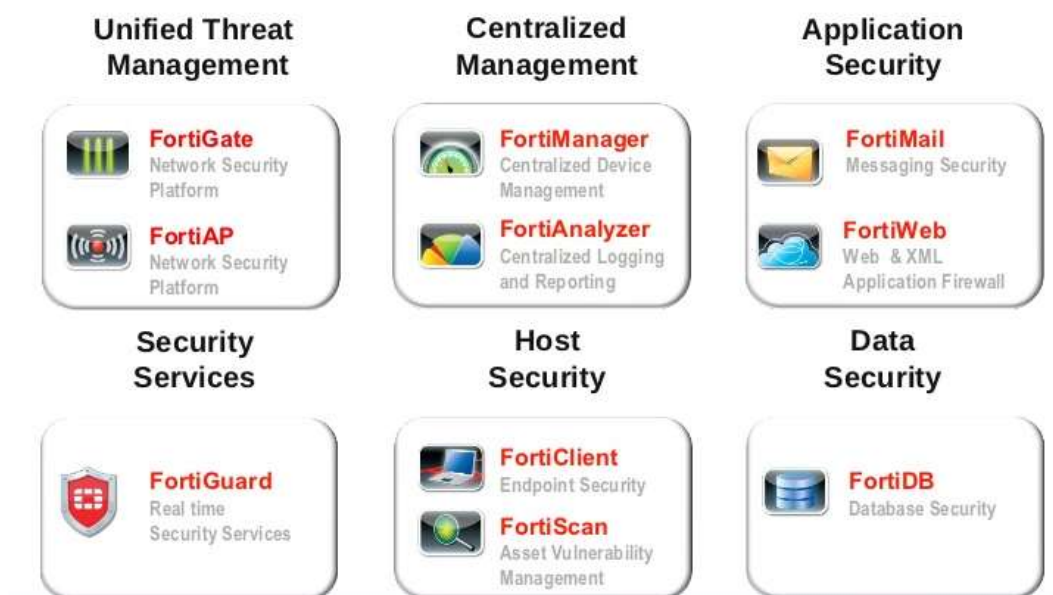 Unified Threat
Management
FortiGate
Network Security
Platform
FortiAP
Network Security
Platform
Centralized
Management
FortiManager
Centralized Device
Management
FortiAnalyzer
Centralized Logging
and Reporting
Application
Security
FortiMail
Messaging Security
FortiWeb
Web & XML
Application Firewall
Security
Services
FortiGuard
Real time
Security Services
Host
Security
FortiClient
Endpoint Security
FortiScan
Asset Vulnerability
Management
Data
Security
FortiDB
Database Security